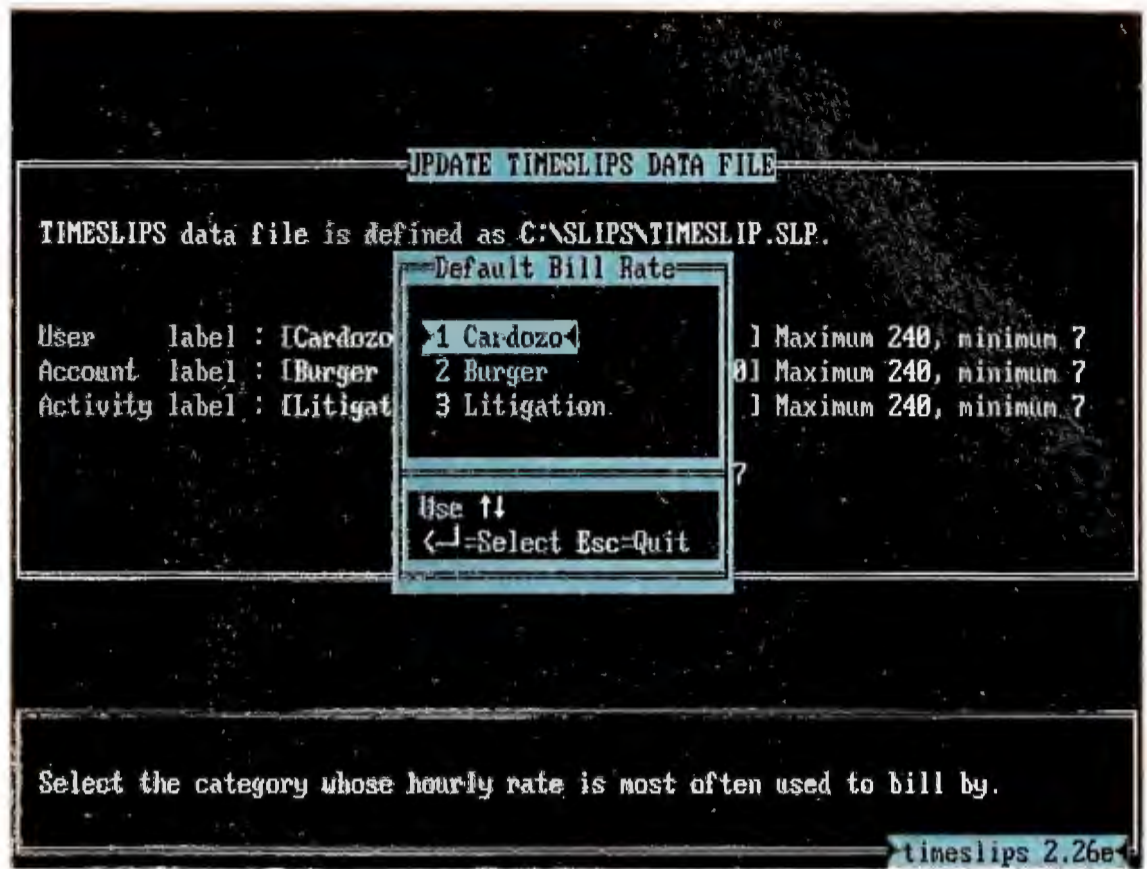 UPDATE TIMESLIPS DATA FILE
TIMESLIPS data file is defined as C:\SLIPS\TIMESLIP.SLP.
Default Bill Rate
User label : [Cardozo
Account label : [Burger
Activity label : [Litigat
1 Cardozo
2 Burger
3 Litigation
] Maximum 240, minimum 7
0] Maximum 240, minimum 7
] Maximum 240, minimum 7
7
Use ↑↓
<─┘=Select Esc=Quit
Select the category whose hourly rate is most often used to bill by.
timeslips 2.26e